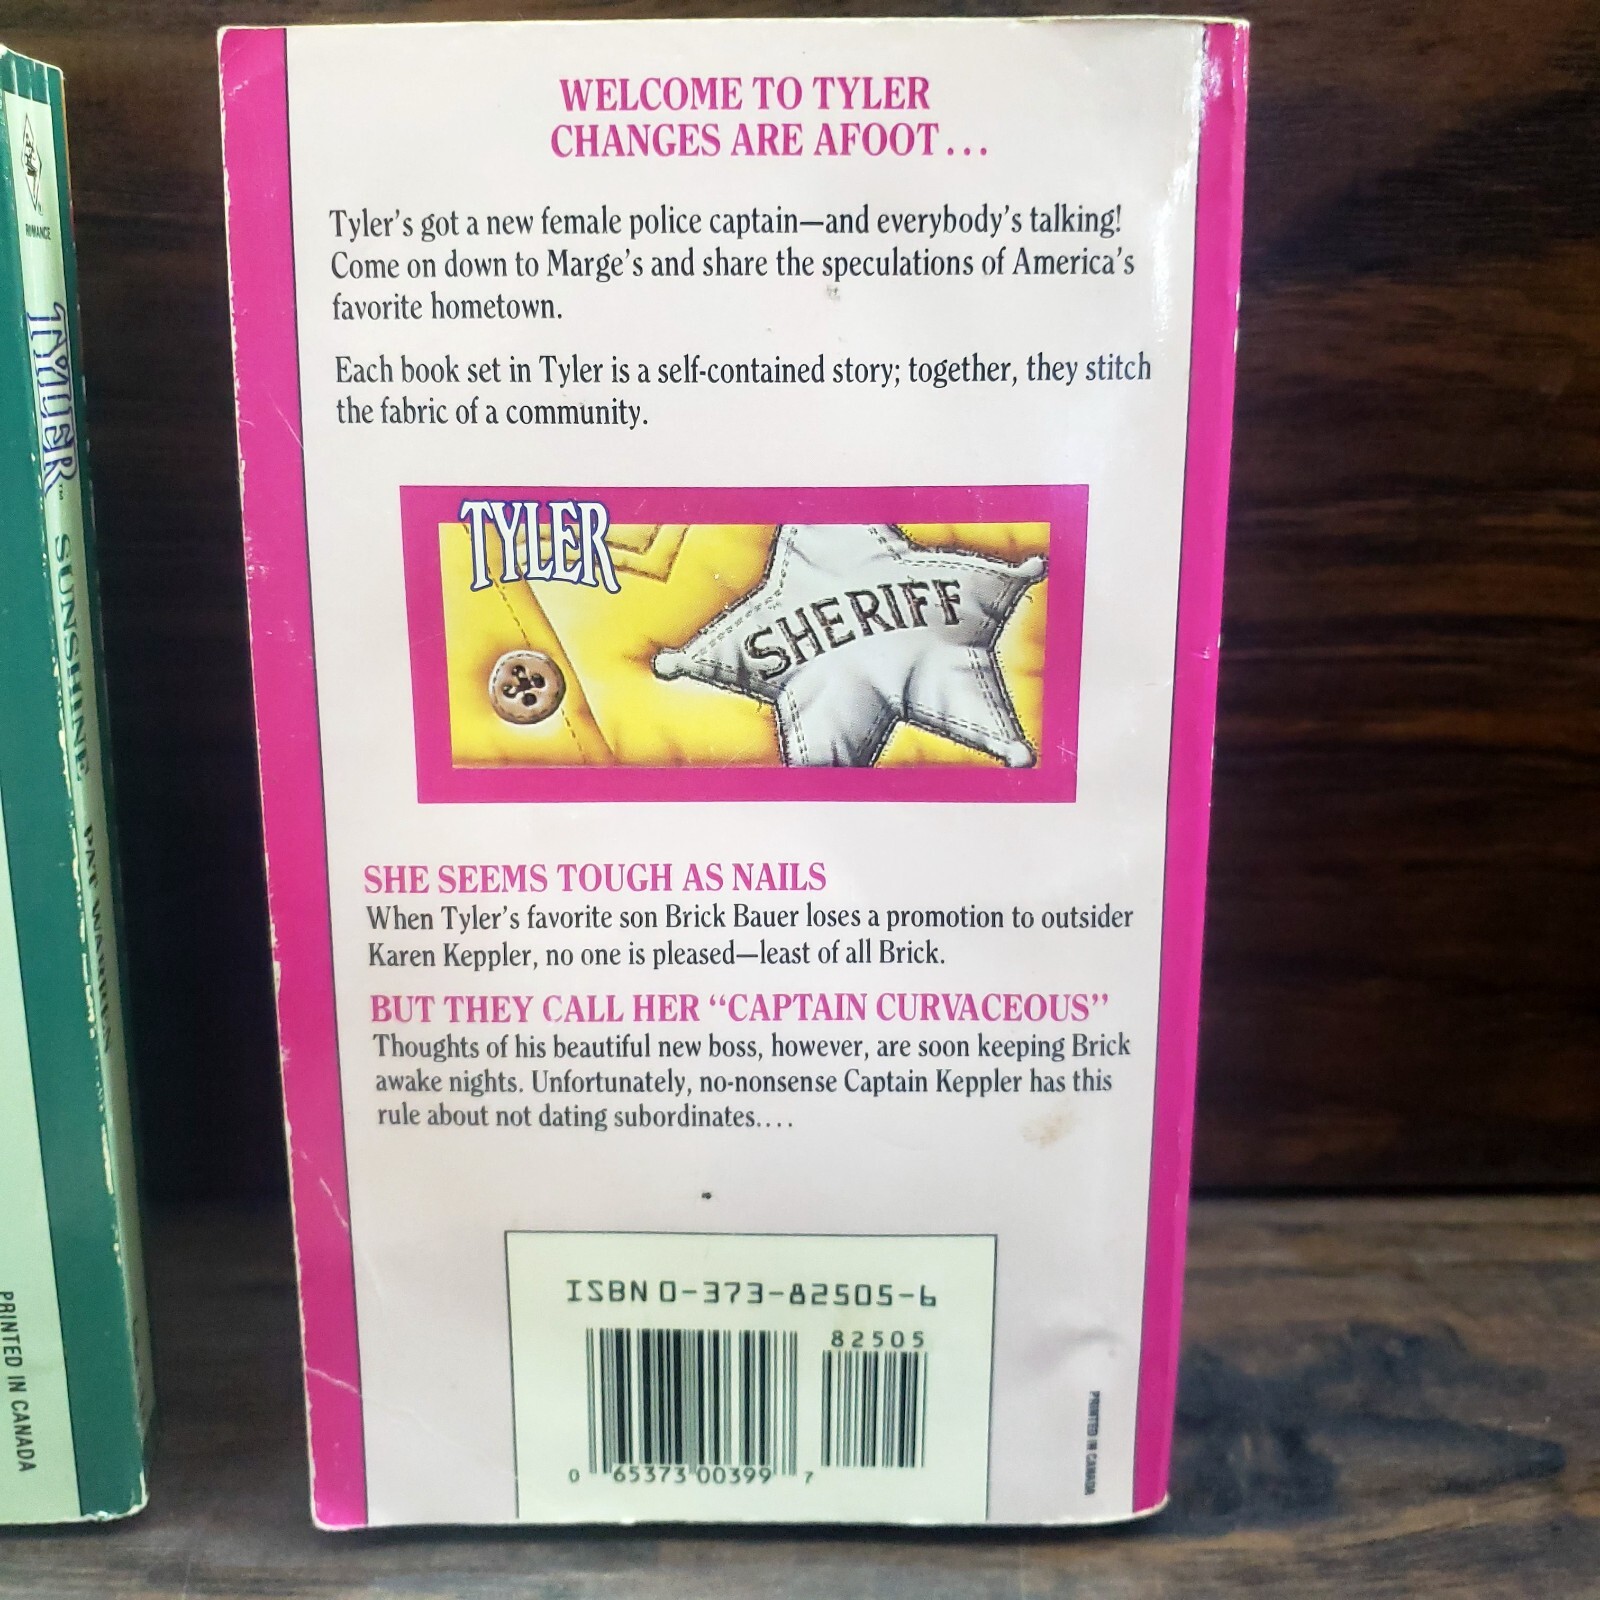 WELCOME TO TYLER
CHANGES ARE AFOOT...
Tyler's got a new female police captain—and everybody's talking!
Come on down to Marge's and share the speculations of America's
favorite hometown.
Each book set in Tyler is a self-contained story; together, they stitch
the fabric of a community.
TYLER
SHERIFF
SHE SEEMS TOUGH AS NAILS
When Tyler's favorite son Brick Bauer loses a promotion to outsider
Karen Keppler, no one is pleased—least of all Brick.
BUT THEY CALL HER “CAPTAIN CURVACEOUS”
Thoughts of his beautiful new boss, however, are soon keeping Brick
awake nights. Unfortunately, no-nonsense Captain Keppler has this
rule about not dating subordinates....
ISBN 0-373-82505-6
82505
0 65373 00399 7
PRINTED IN CANADA
ROMANCE
TYLER™ SUNSHINE PAT WARREN
PRINTED IN CANADA